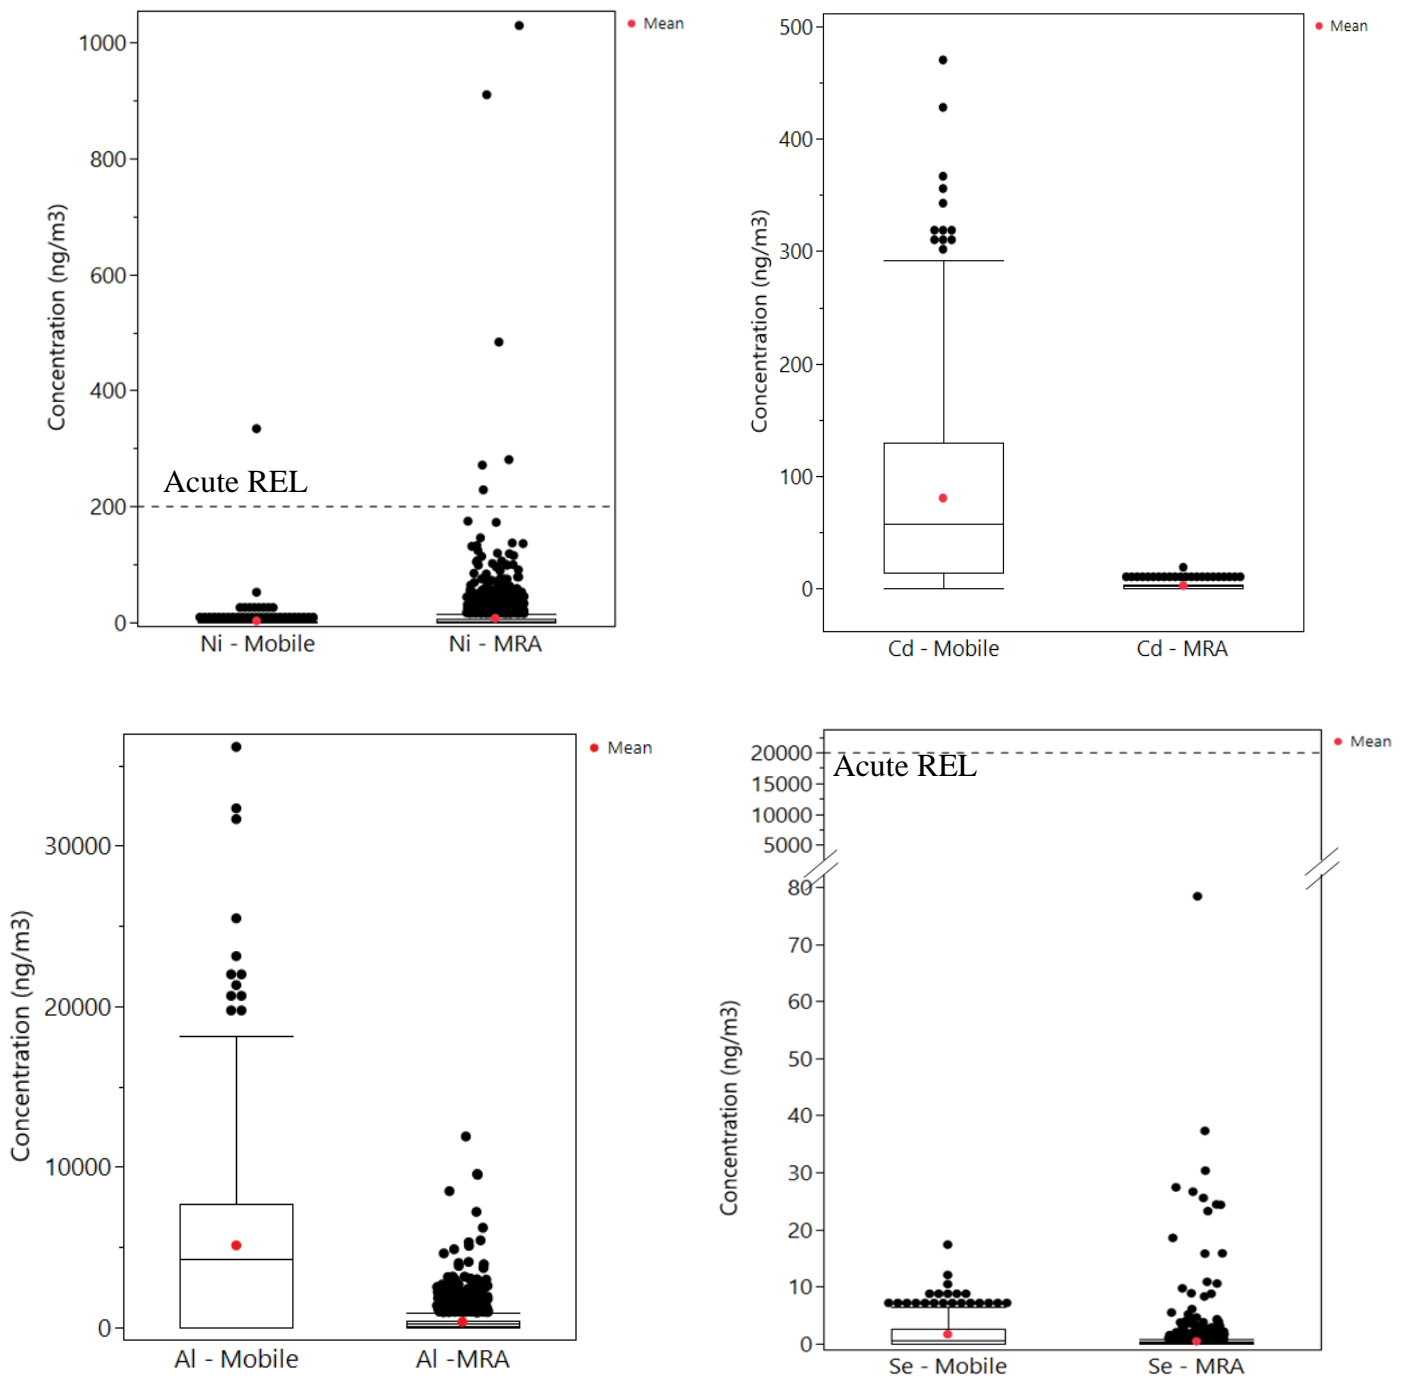 Mean
1000
800
600
400
200
0
Concentration (ng/m3)
Acute REL
Ni - Mobile
Ni - MRA
Mean
500
400
300
200
100
0
Concentration (ng/m3)
Cd - Mobile
Cd - MRA
Mean
30000
20000
10000
0
Concentration (ng/m3)
Al - Mobile
Al -MRA
Mean
20000
Acute REL
15000
10000
5000
80
70
60
50
40
30
20
10
0
Concentration (ng/m3)
Se - Mobile
Se - MRA